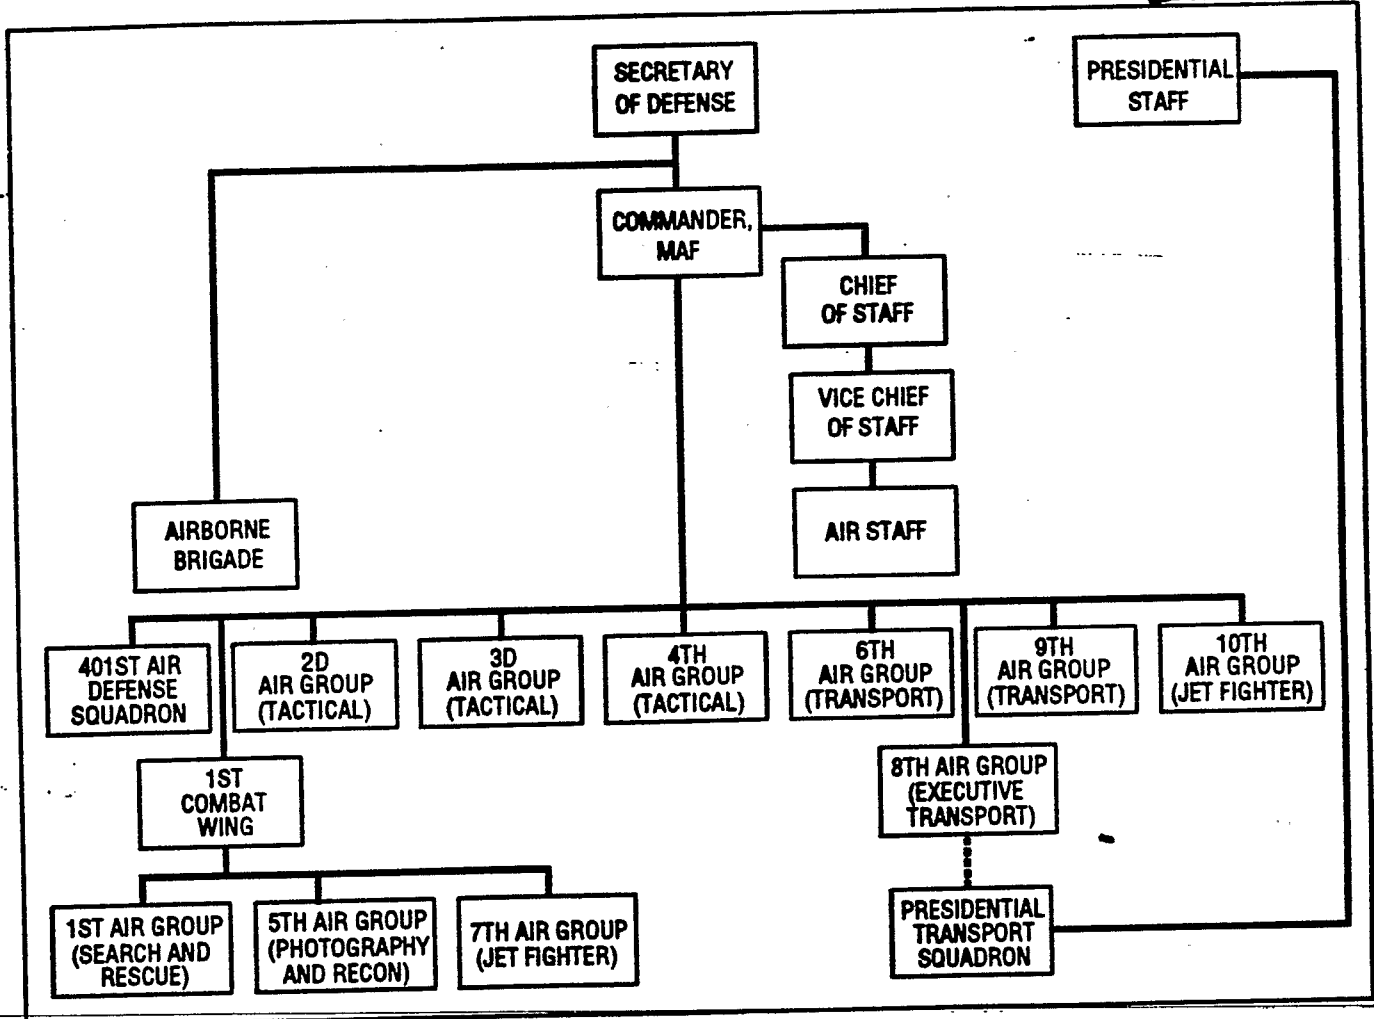 SECRETARY
OF DEFENSE
PRESIDENTIAL
STAFF
COMMANDER,
MAF
CHIEF
OF STAFF
VICE CHIEF
OF STAFF
AIR STAFF
AIRBORNE
BRIGADE
401ST AIR
DEFENSE
SQUADRON
2D
AIR GROUP
(TACTICAL)
3D
AIR GROUP
(TACTICAL)
4TH
AIR GROUP
(TACTICAL)
6TH
AIR GROUP
(TRANSPORT)
9TH
AIR GROUP
(TRANSPORT)
10TH
AIR GROUP
(JET FIGHTER)
1ST
COMBAT
WING
8TH AIR GROUP
(EXECUTIVE
TRANSPORT)
1ST AIR GROUP
(SEARCH AND
RESCUE)
5TH AIR GROUP
(PHOTOGRAPHY
AND RECON)
7TH AIR GROUP
(JET FIGHTER)
PRESIDENTIAL
TRANSPORT
SQUADRON